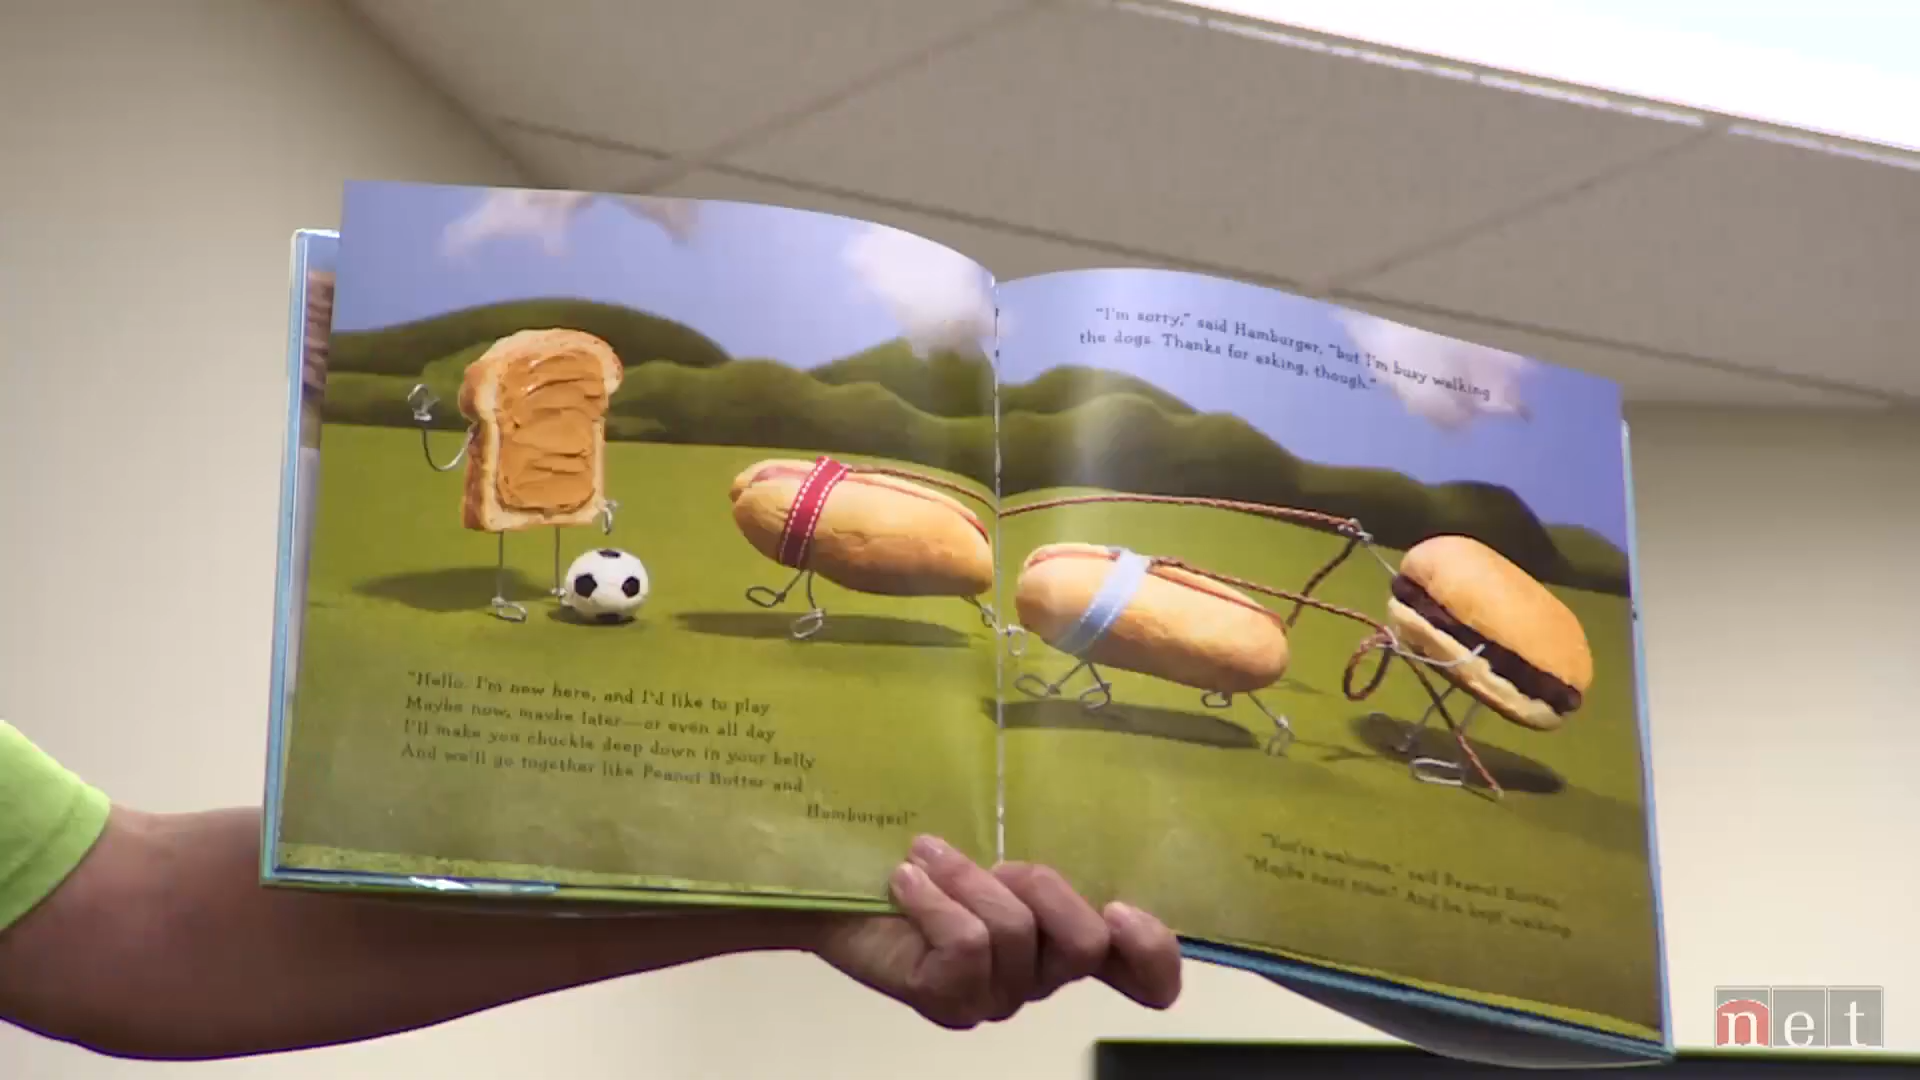 "Hello. I'm new here, and I'd like to play
Maybe now, maybe later—or even all day
I'll make you chuckle deep down in your belly
And we'll go together like Peanut Butter and
Hamburger!"
"I'm sorry," said Hamburger, "but I'm busy walking
the dogs. Thanks for asking, though."
"You're welcome," said Peanut Butter.
"Maybe next time." And he kept walking.
net